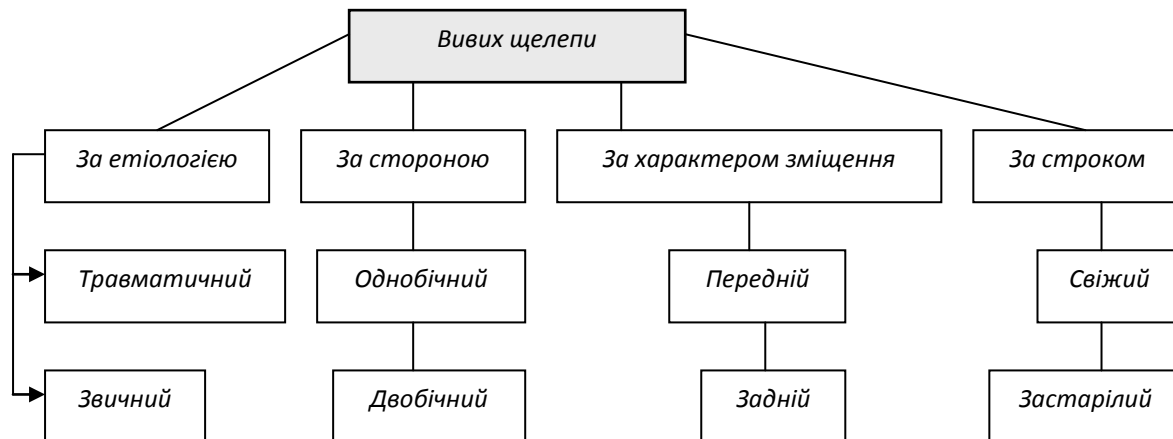 Вивих щелепи
За етіологією
За стороною
За характером зміщення
За строком
Травматичний
Однобічний
Передній
Свіжий
Звичний
Двобічний
Задній
Застарілий